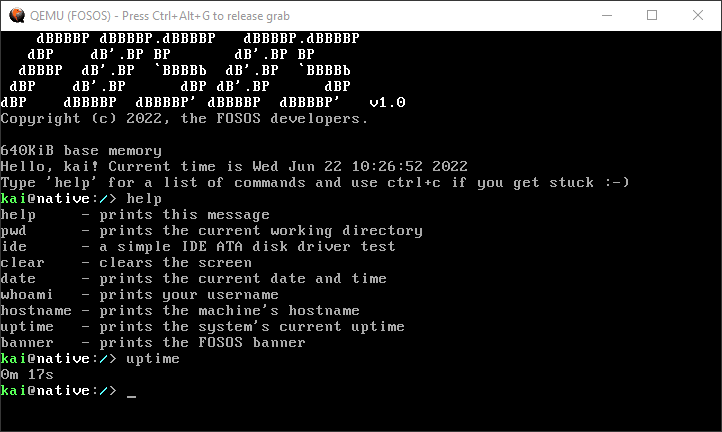 QEMU (FOSOS) - Press Ctrl+Alt+G to release grab
    dBBBBP dBBBBP.dBBBBP   dBBBBP.dBBBBP
   dBP    dB'.BP BP       dB'.BP BP
  dBBBP  dB'.BP  `BBBBb  dB'.BP  `BBBBb
 dBP    dB'.BP      dBP dB'.BP      dBP
dBP    dBBBBP  dBBBBP' dBBBBP  dBBBBP'   v1.0
Copyright (c) 2022, the FOSOS developers.
640KiB base memory
Hello, kai! Current time is Wed Jun 22 10:26:52 2022
Type 'help' for a list of commands and use ctrl+c if you get stuck :-)
kai@native:/> help
help     - prints this message
pwd      - prints the current working directory
ide      - a simple IDE ATA disk driver test
clear    - clears the screen
date     - prints the current date and time
whoami   - prints your username
hostname - prints the machine's hostname
uptime   - prints the system's current uptime
banner   - prints the FOSOS banner
kai@native:/> uptime
0m 17s
kai@native:/> _